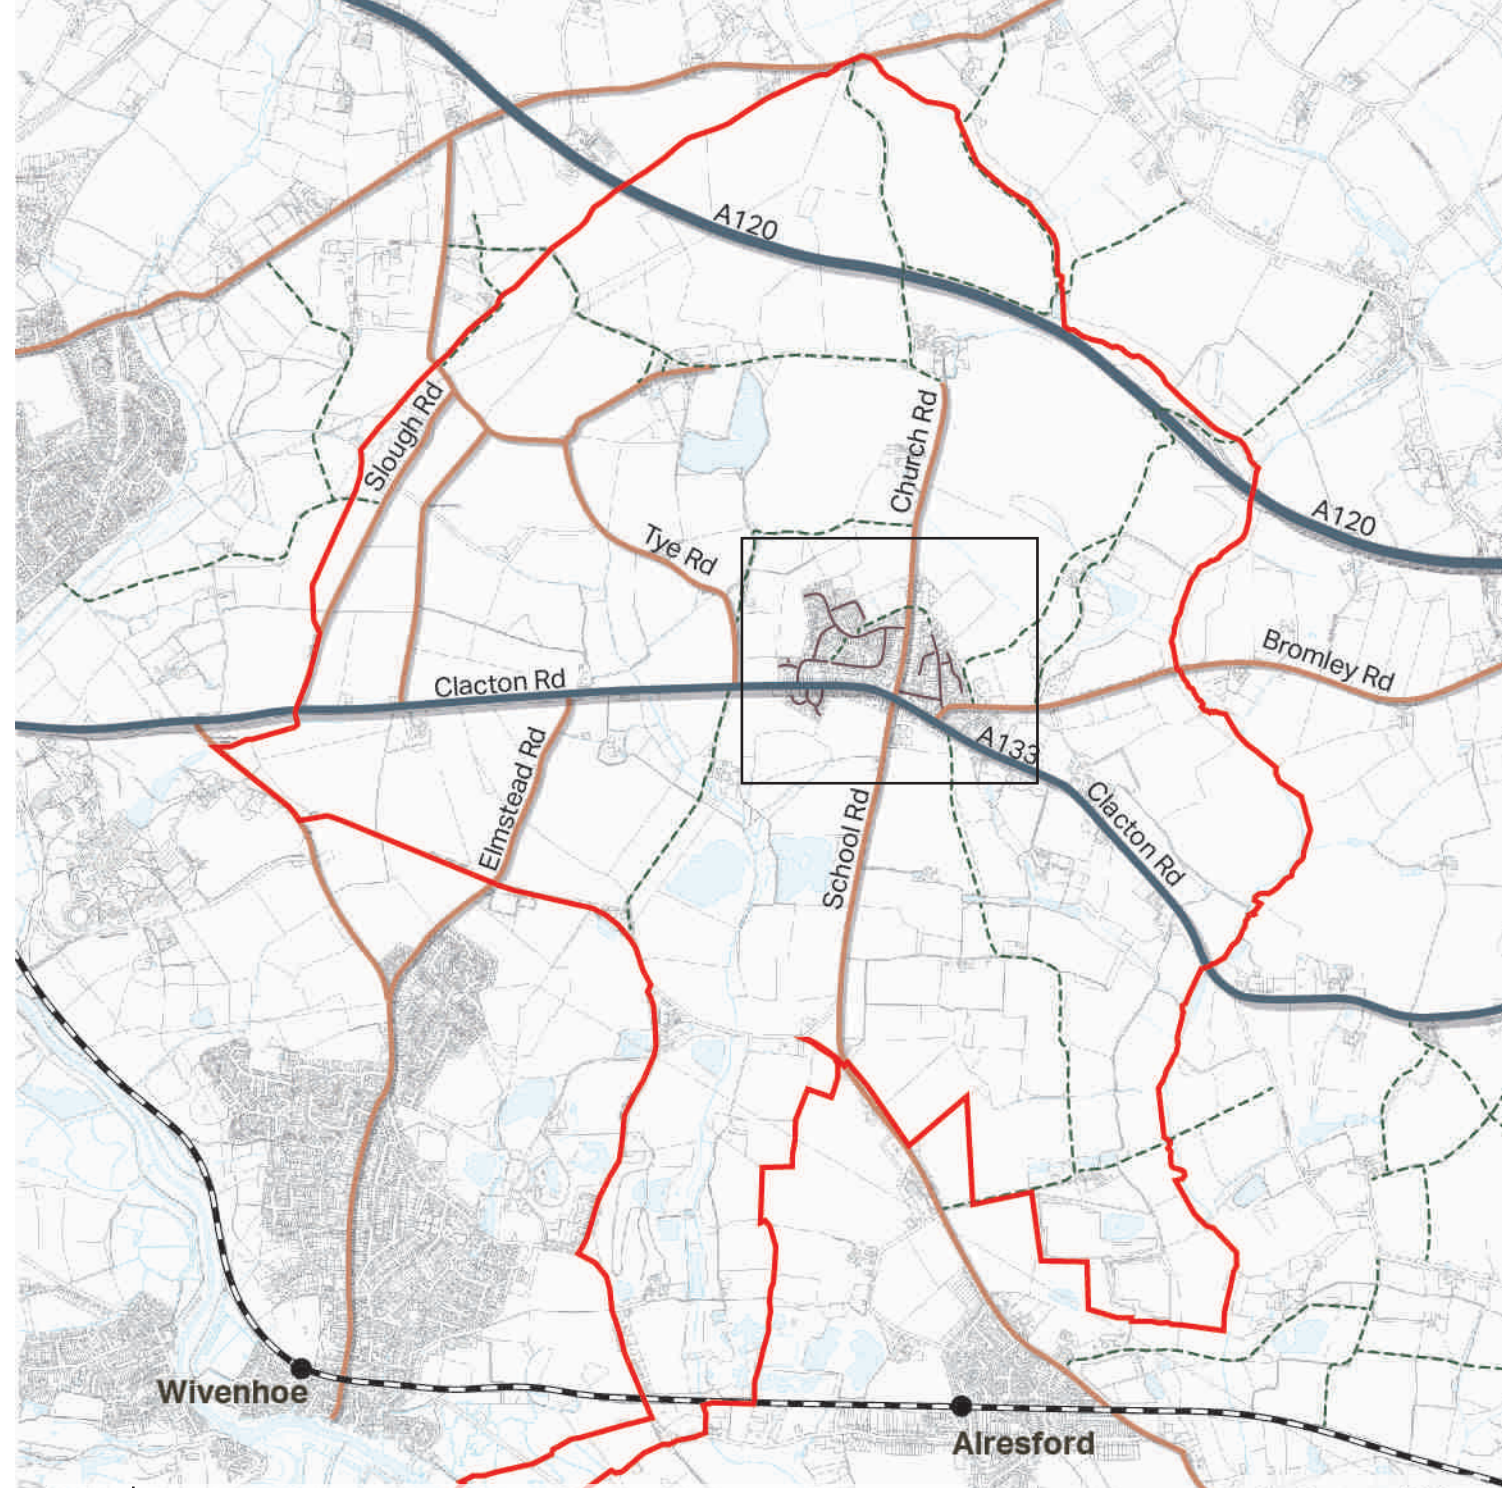 A120
Slough Rd
Church Rd
A120
Tye Rd
Bromley Rd
Clacton Rd
Elmstead Rd
A133
Clacton Rd
School Rd
Wivenhoe
Alresford